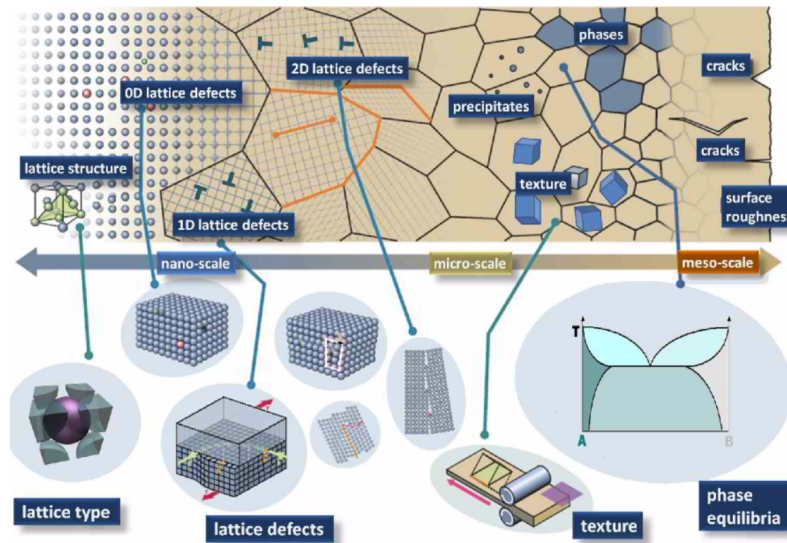 phases
2D lattice defects
cracks
0D lattice defects
precipitates
cracks
lattice structure
texture
surface
roughnes
1D lattice defects
nano-scale
micro-scale
meso-scale
T
A
B
lattice type
lattice defects
texture
phase
equilibria